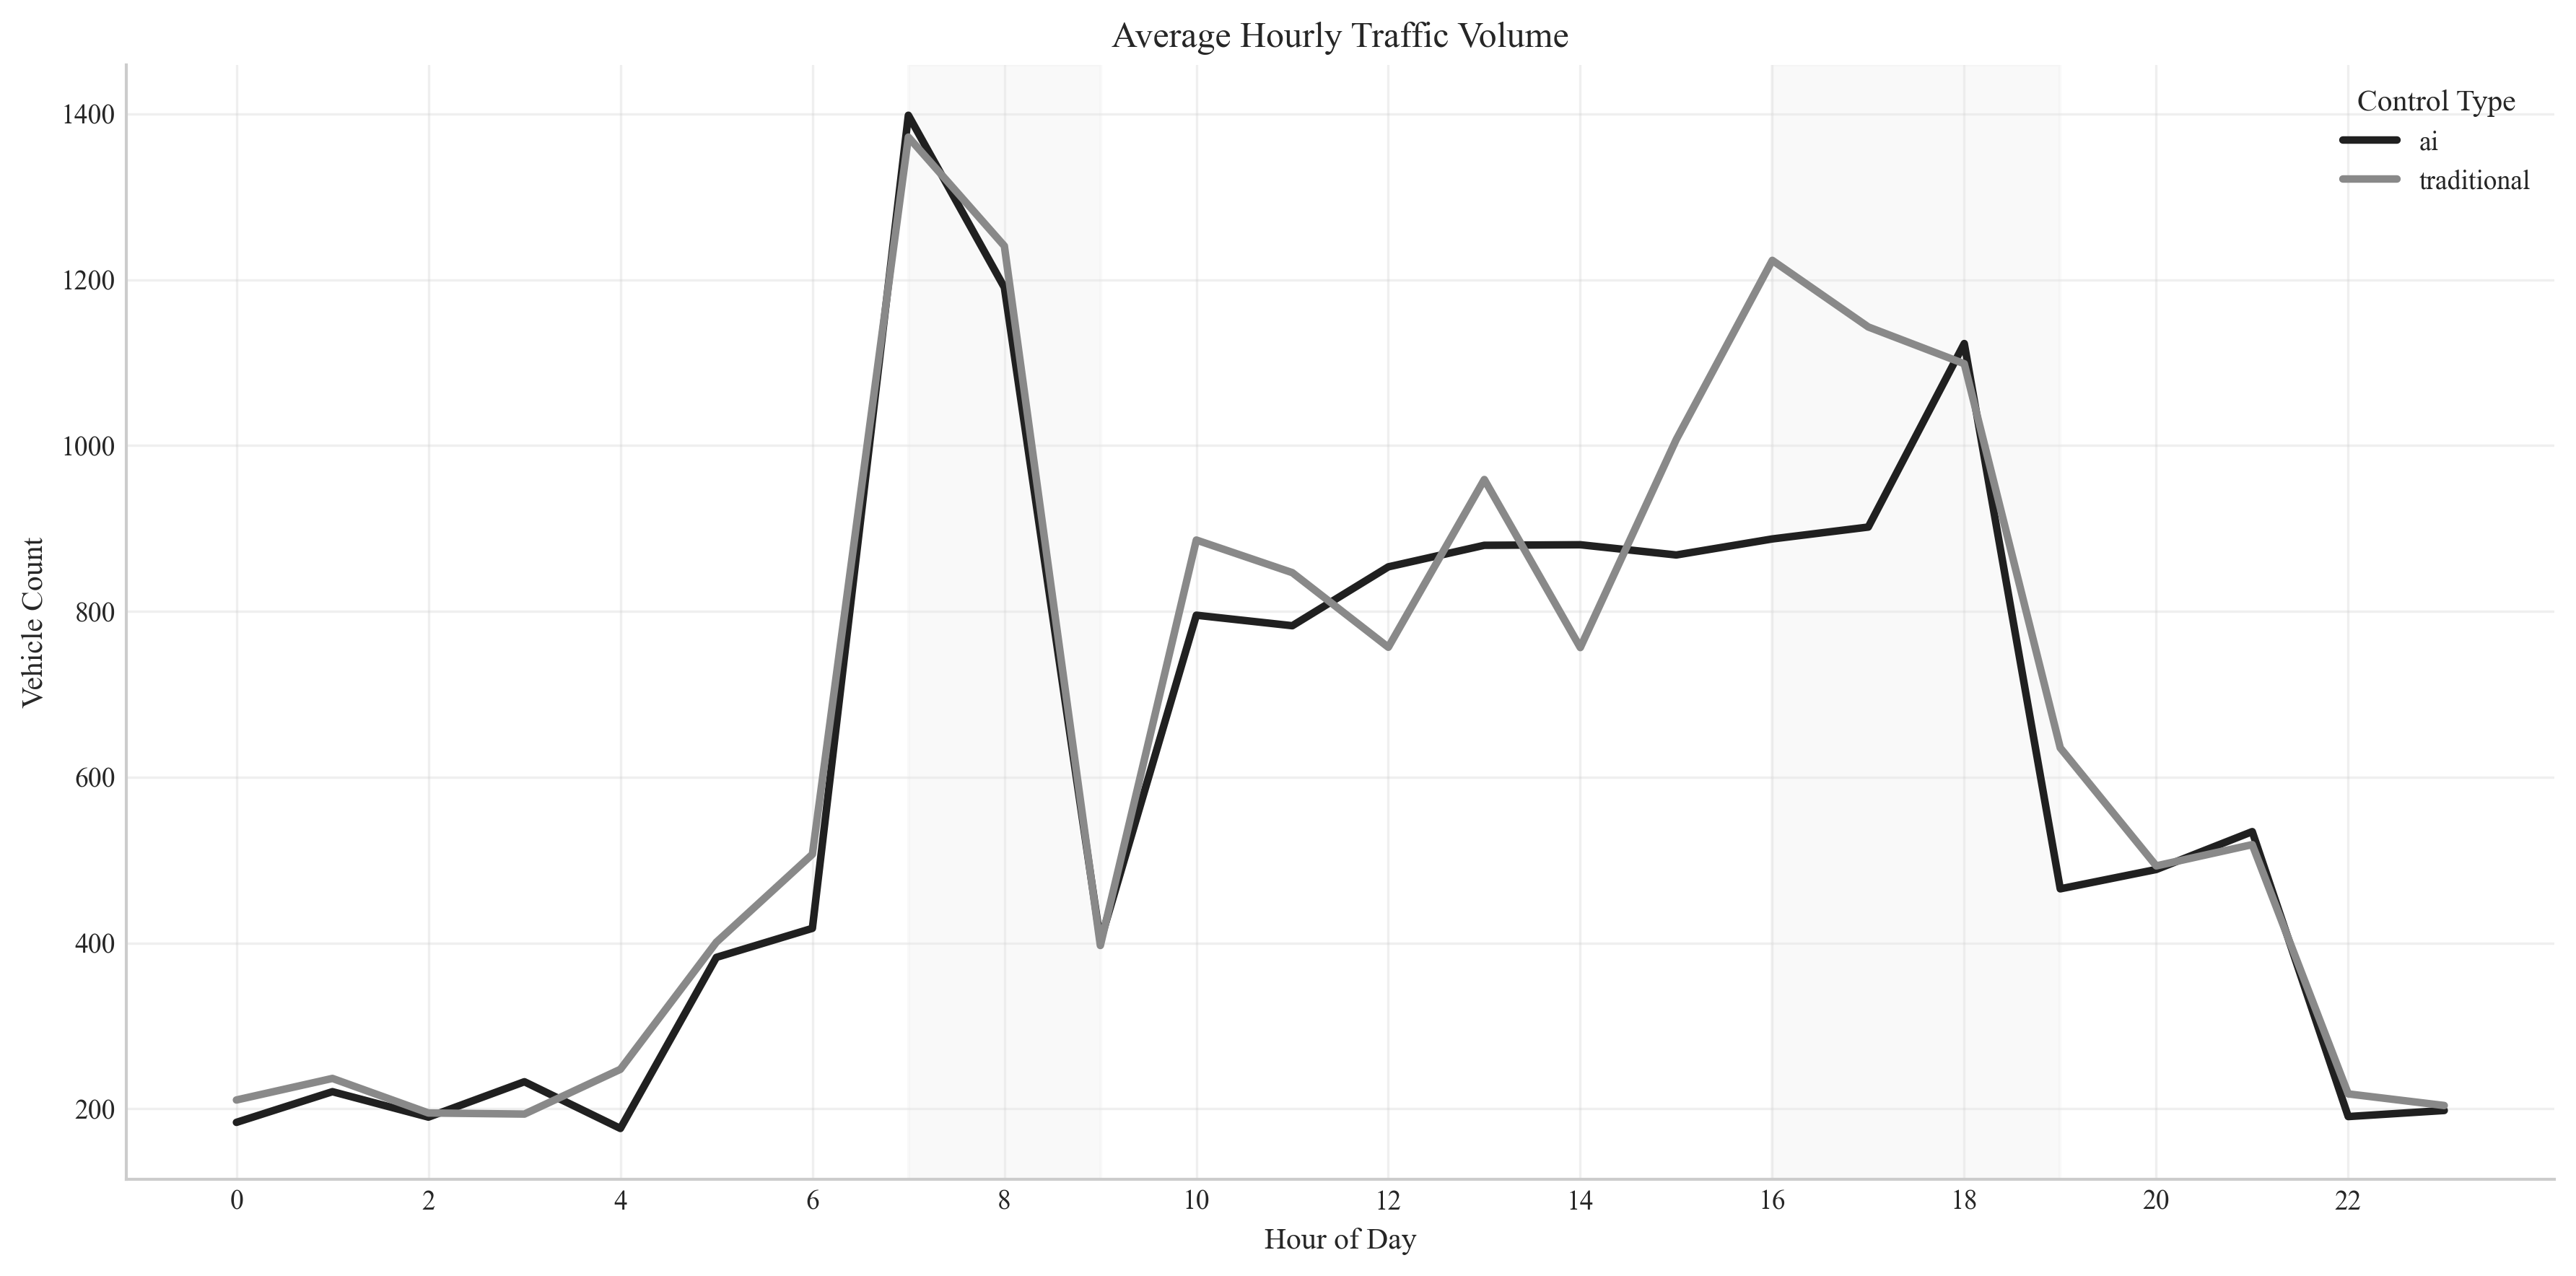 Average Hourly Traffic Volume
Control Type
ai
traditional
Vehicle Count
1400
1200
1000
800
600
400
200
0 2 4 6 8 10 12 14 16 18 20 22
Hour of Day